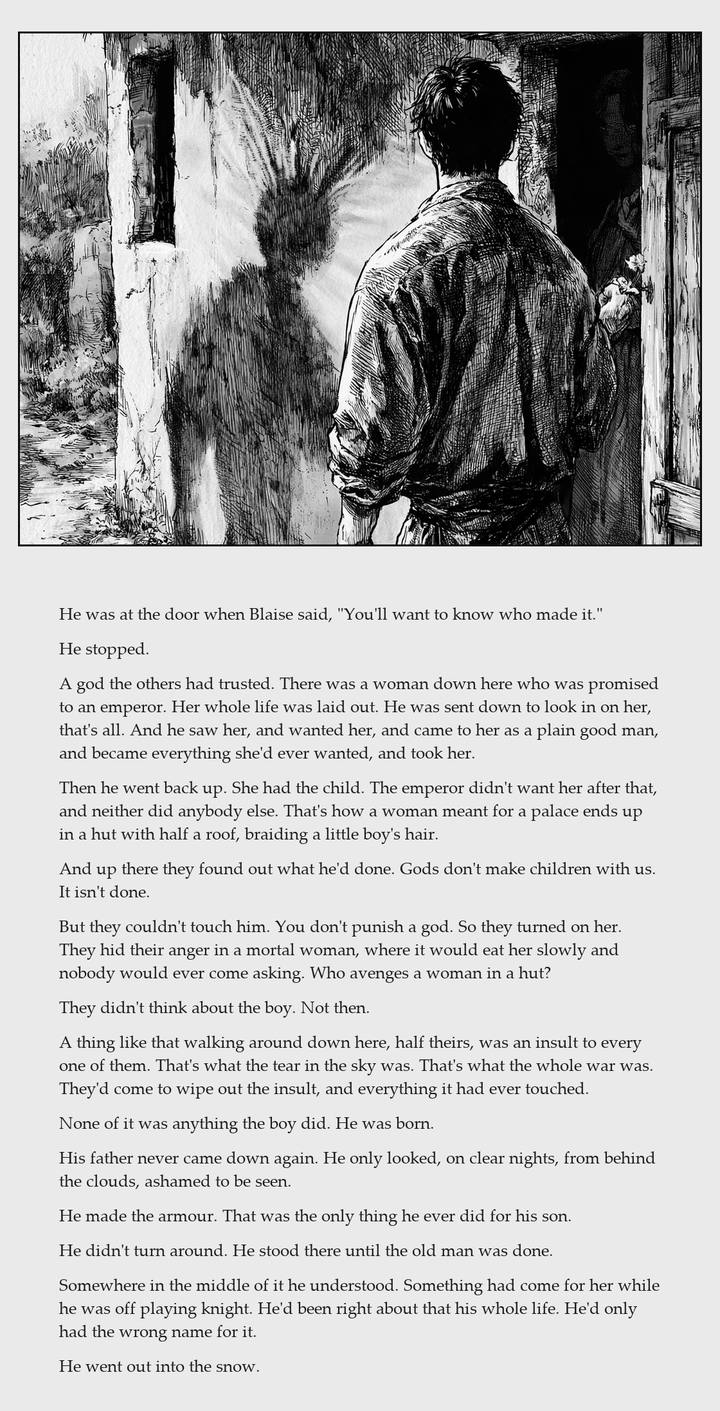 He was at the door when Blaise said, "You'll want to know who made it."
He stopped.
A god the others had trusted. There was a woman down here who was promised
to an emperor. Her whole life was laid out. He was sent down to look in on her,
that's all. And he saw her, and wanted her, and came to her as a plain good man,
and became everything she'd ever wanted, and took her.
Then he went back up. She had the child. The emperor didn't want her after that,
and neither did anybody else. That's how a woman meant for a palace ends up
in a hut with half a roof, braiding a little boy's hair.
And up there they found out what he'd done. Gods don't make children with us.
It isn't done.
But they couldn't touch him. You don't punish a god. So they turned on her.
They hid their anger in a mortal woman, where it would eat her slowly and
nobody would ever come asking. Who avenges a woman in a hut?
They didn't think about the boy. Not then.
A thing like that walking around down here, half theirs, was an insult to every
one of them. That's what the tear in the sky was. That's what the whole war was.
They'd come to wipe out the insult, and everything it had ever touched.
None of it was anything the boy did. He was born.
His father never came down again. He only looked, on clear nights, from behind
the clouds, ashamed to be seen.
He made the armour. That was the only thing he ever did for his son.
He didn't turn around. He stood there until the old man was done.
Somewhere in the middle of it he understood. Something had come for her while
he was off playing knight. He'd been right about that his whole life. He'd only
had the wrong name for it.
He went out into the snow.